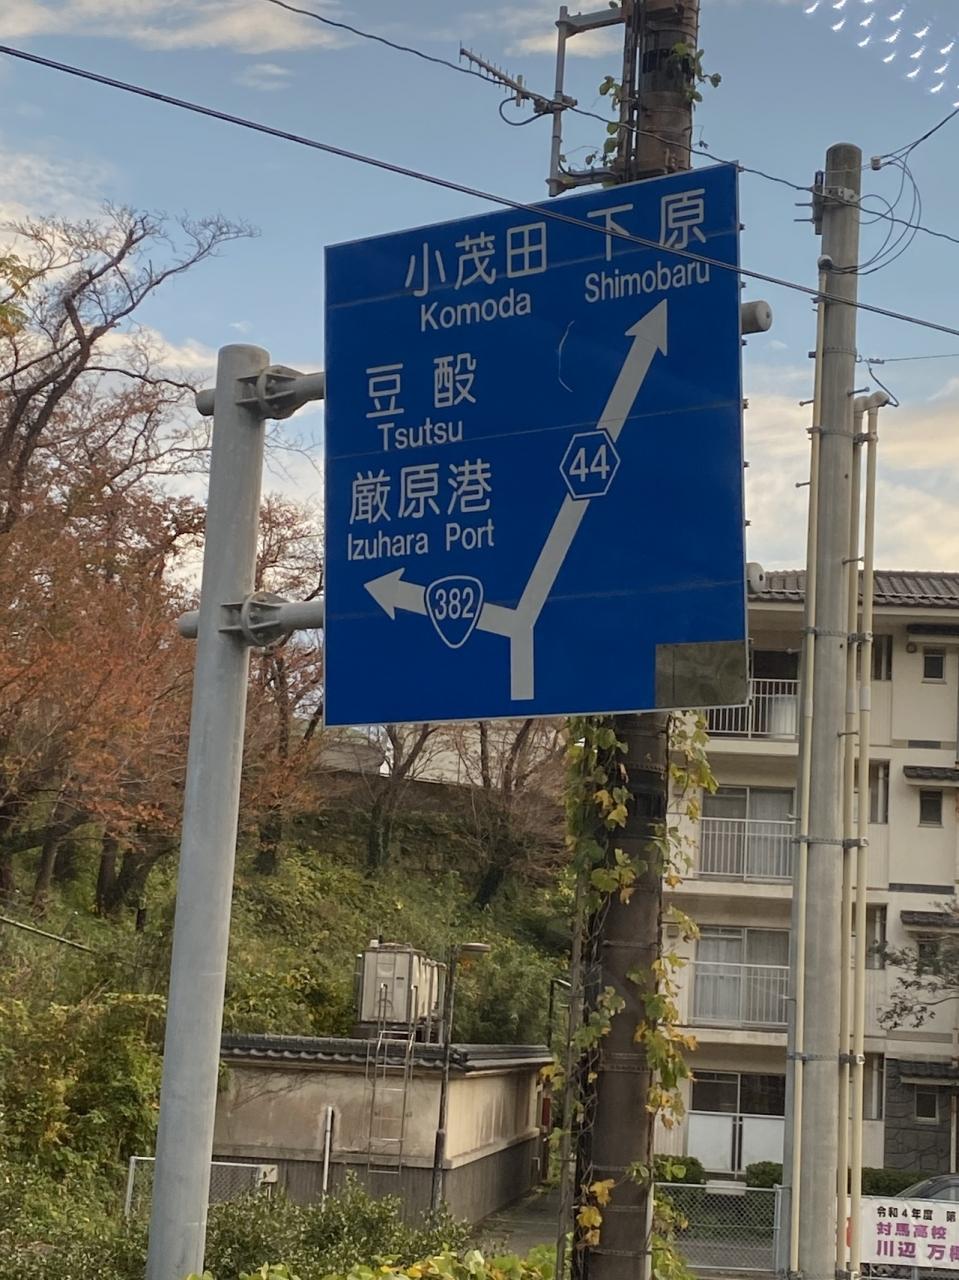 小茂田 下原
Komoda Shimobaru
豆酘
Tsutsu
44
厳原港
Izuhara Port
382
令和4年度 第
対馬高校
川辺 万